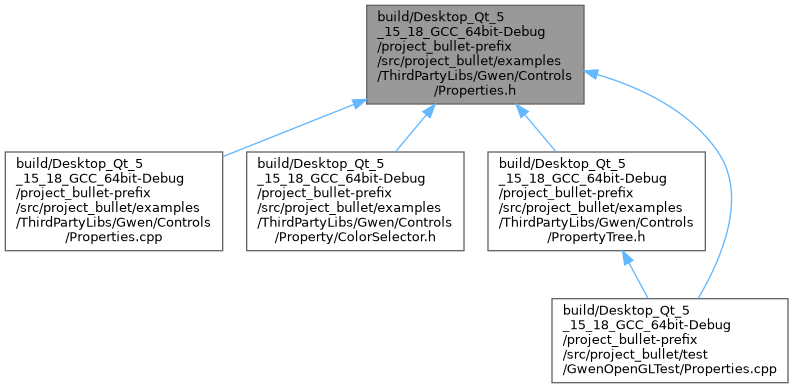 build/Desktop_Qt_5
_15_18_GCC_64bit-Debug
/project_bullet-prefix
/src/project_bullet/examples
/ThirdPartyLibs/Gwen/Controls
/Properties.h
build/Desktop_Qt_5
_15_18_GCC_64bit-Debug
/project_bullet-prefix
/src/project_bullet/examples
/ThirdPartyLibs/Gwen/Controls
/Properties.cpp
build/Desktop_Qt_5
_15_18_GCC_64bit-Debug
/project_bullet-prefix
/src/project_bullet/examples
/ThirdPartyLibs/Gwen/Controls
/Property/ColorSelector.h
build/Desktop_Qt_5
_15_18_GCC_64bit-Debug
/project_bullet-prefix
/src/project_bullet/examples
/ThirdPartyLibs/Gwen/Controls
/PropertyTree.h
build/Desktop_Qt_5
_15_18_GCC_64bit-Debug
/project_bullet-prefix
/src/project_bullet/test
/GwenOpenGLTest/Properties.cpp